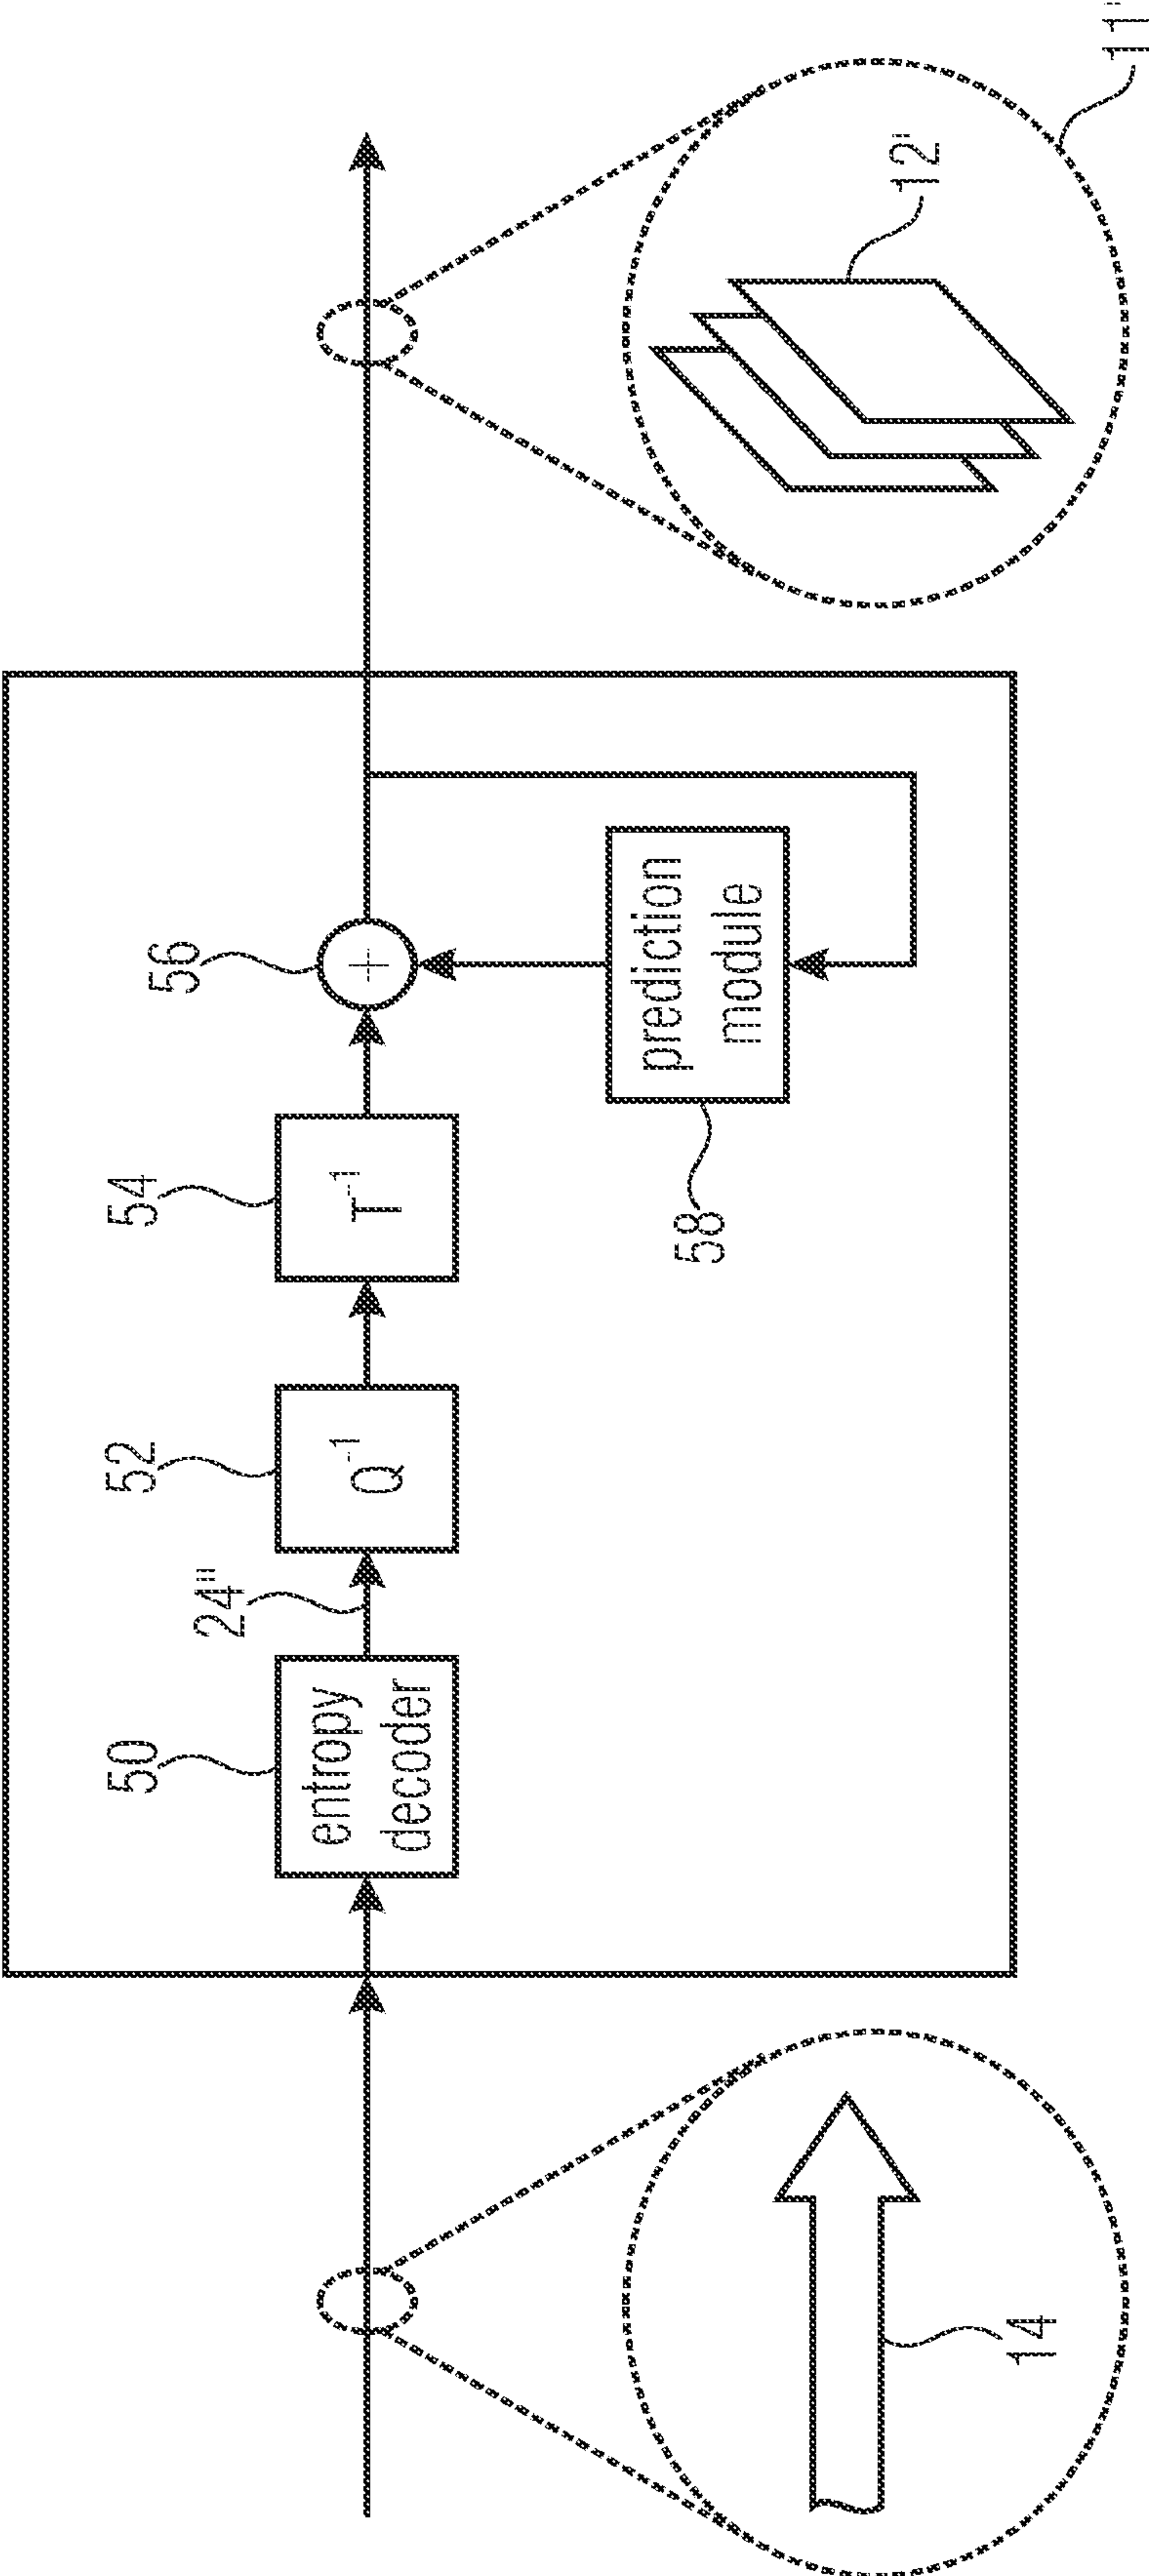 50
entropy
decoder
24"
52
Q-1
54
T-1
56
+
58
prediction
module
14
12'